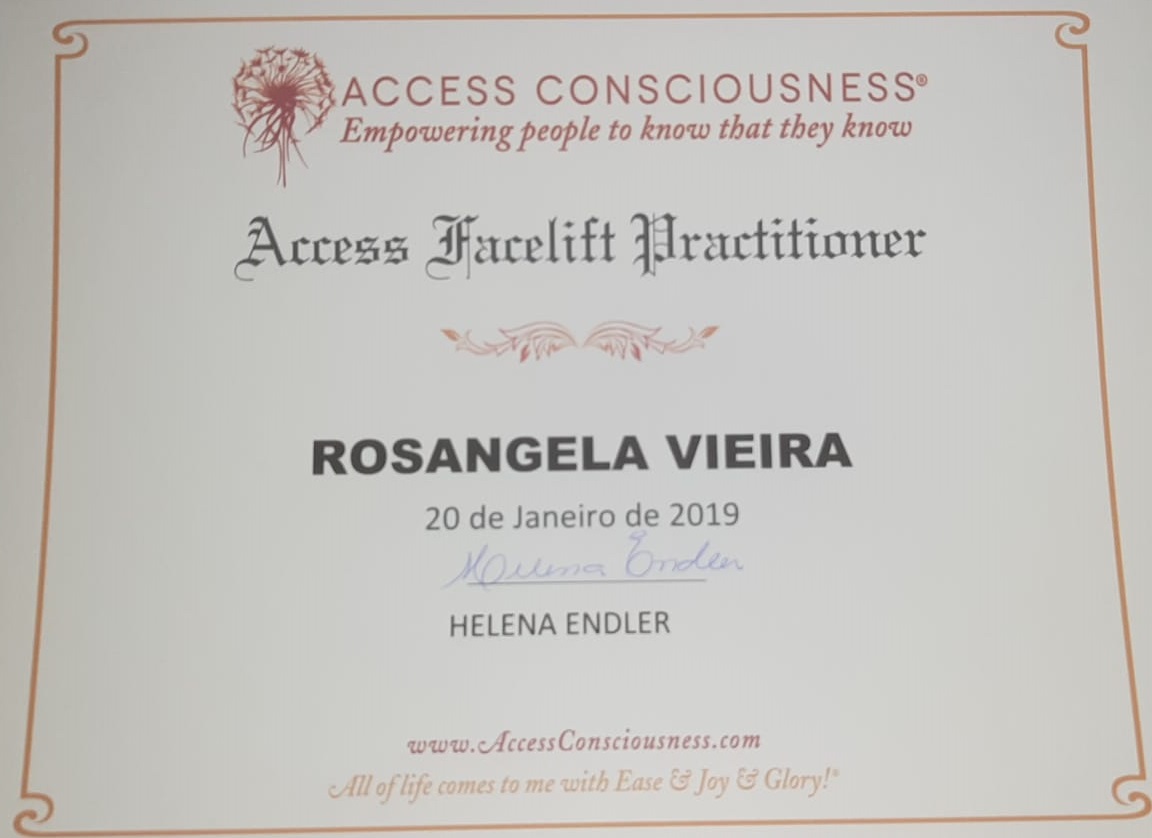 ACCESS CONSCIOUSNESS®
Empowering people to know that they know
Access Facelift Practitioner
ROSANGELA VIEIRA
20 de Janeiro de 2019
Helena Endler
HELENA ENDLER
www.AccessConsciousness.com
All of life comes to me with Ease & Joy & Glory!®